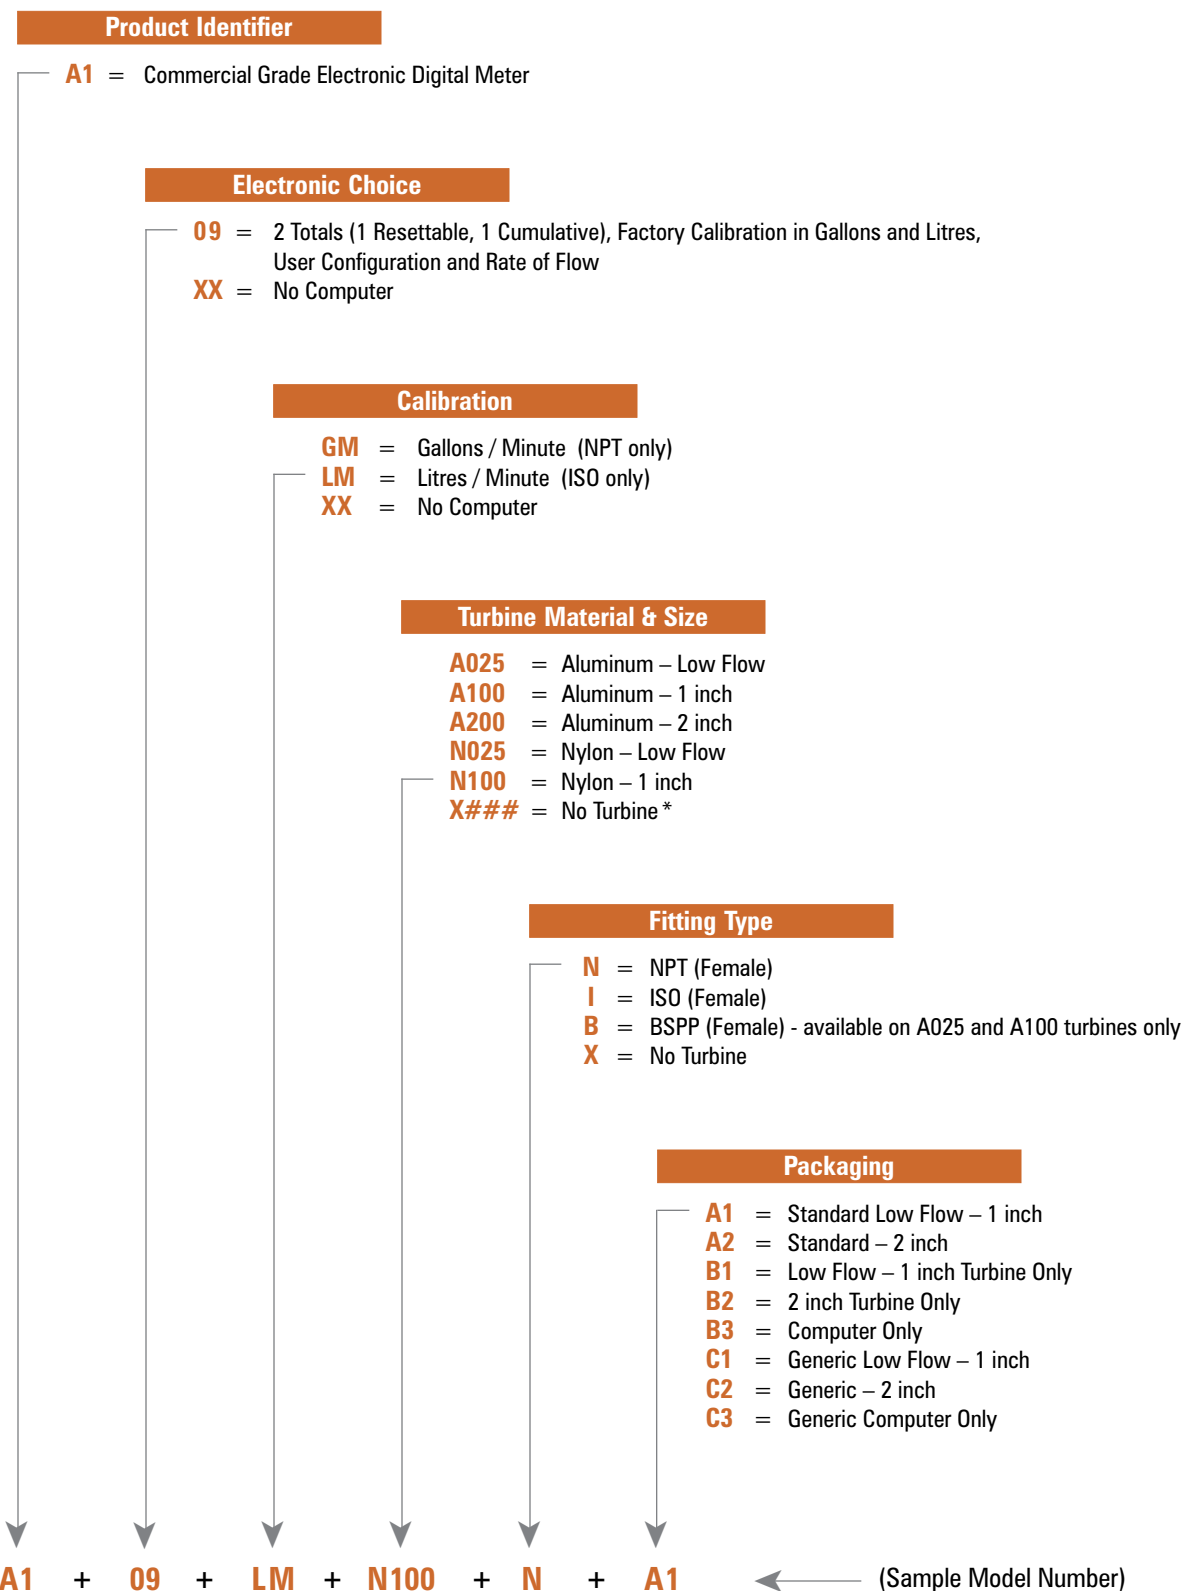 Product Identifier
A1 = Commercial Grade Electronic Digital Meter
Electronic Choice
09 = 2 Totals (1 Resettable, 1 Cumulative), Factory Calibration in Gallons and Litres,
User Configuration and Rate of Flow
XX = No Computer
Calibration
GM = Gallons / Minute (NPT only)
LM = Litres / Minute (ISO only)
XX = No Computer
Turbine Material & Size
A025 = Aluminum – Low Flow
A100 = Aluminum – 1 inch
A200 = Aluminum – 2 inch
N025 = Nylon – Low Flow
N100 = Nylon – 1 inch
X### = No Turbine*
Fitting Type
N = NPT (Female)
I = ISO (Female)
B = BSPP (Female) - available on A025 and A100 turbines only
X = No Turbine
Packaging
A1 = Standard Low Flow – 1 inch
A2 = Standard – 2 inch
B1 = Low Flow – 1 inch Turbine Only
B2 = 2 inch Turbine Only
B3 = Computer Only
C1 = Generic Low Flow – 1 inch
C2 = Generic – 2 inch
C3 = Generic Computer Only
A1 + 09 + LM + N100 + N + A1 (Sample Model Number)